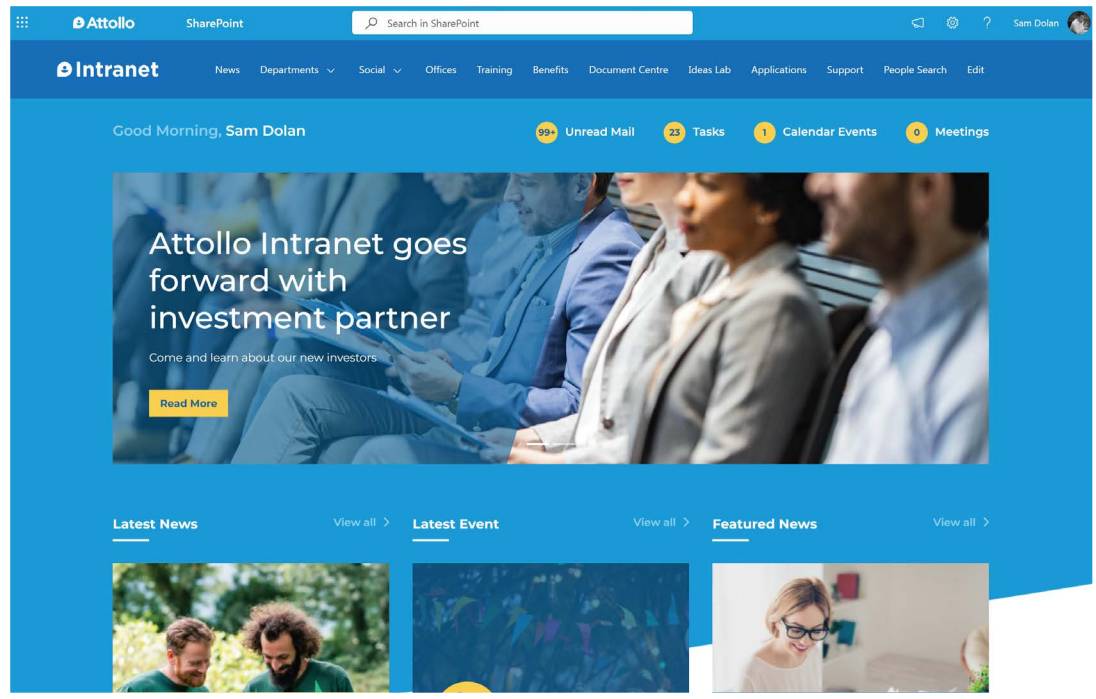 Attollo
SharePoint
Search in SharePoint
?
Sam Dolan
Intranet
News
Departments
Social
Offices
Training
Benefits
Document Centre
Ideas Lab
Applications
Support
People Search
Edit
Good Morning, Sam Dolan
99+ Unread Mail
23 Tasks
1 Calendar Events
0 Meetings
Attollo Intranet goes
forward with
investment partner
Come and learn about our new investors
Read More
Latest News
View all >
Latest Event
View all >
Featured News
View all >